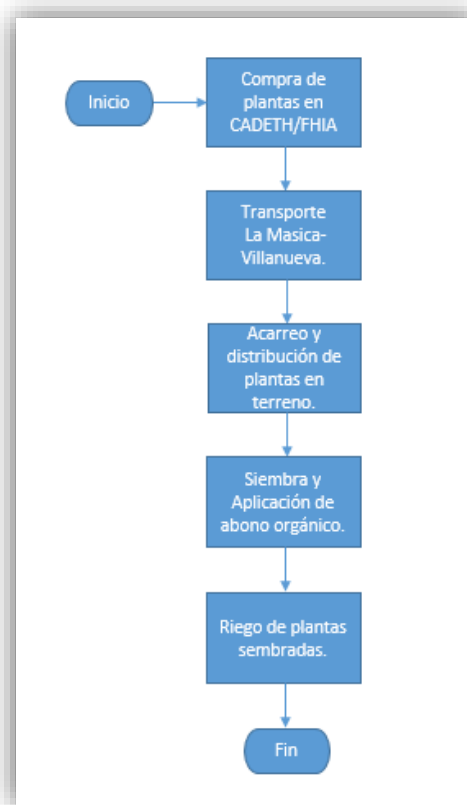 Inicio
Compra de
plantas en
CADETH/FHIA
Transporte
La Masica-
Villanueva.
Acarreo y
distribución de
plantas en
terreno.
Siembra y
Aplicación de
abono orgánico.
Riego de plantas
sembradas.
Fin